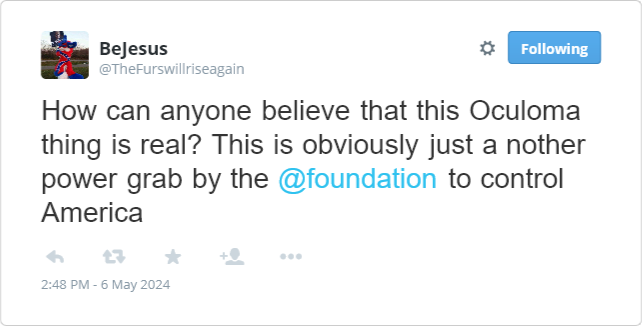 BeJesus
@TheFurswillriseagain
Following
How can anyone believe that this Oculoma
thing is real? This is obviously just a nother
power grab by the @foundation to control
America
2:48 PM - 6 May 2024